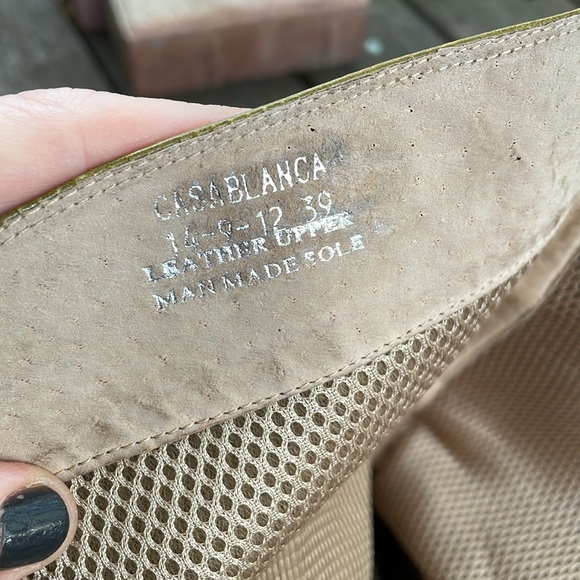 CASABLANCA
14-9-12 39
LEATHER UPPER
MAN MADE SOLE